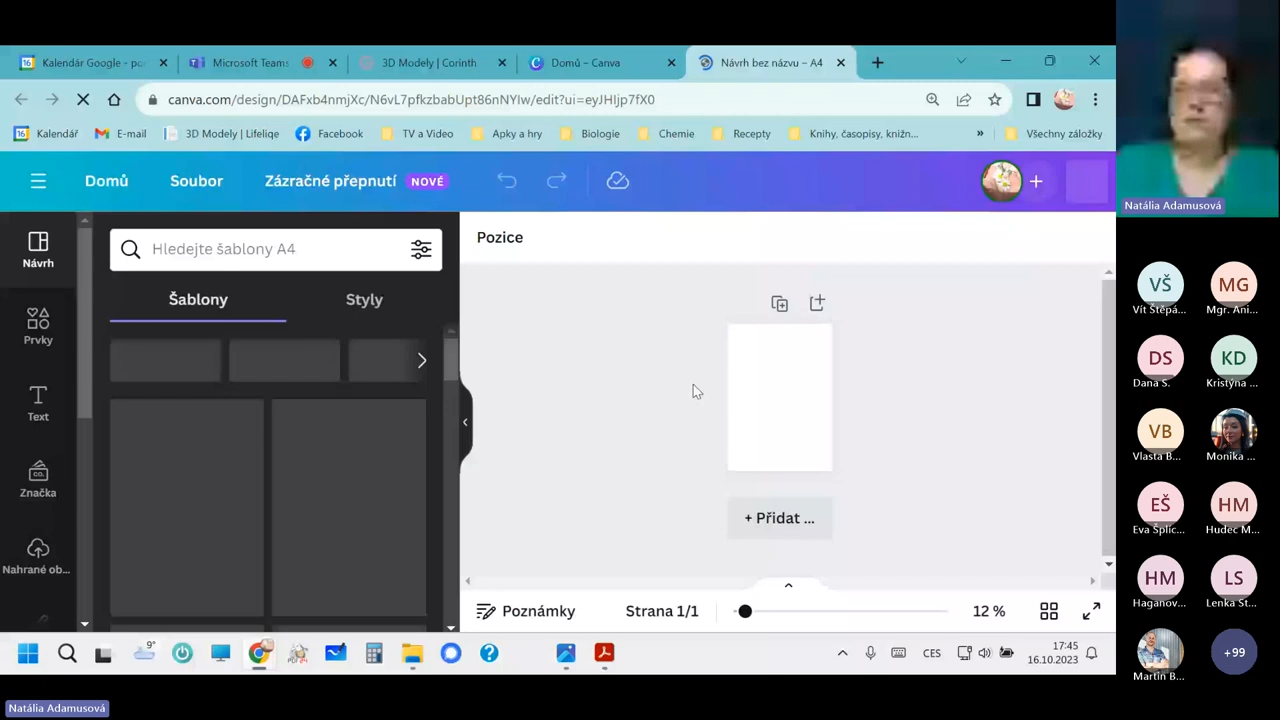 Kalendár Google - po
Microsoft Teams
3D Modely | Corinth
Domů – Canva
Návrh bez názvu – A4
canva.com/design/DAFxb4nmjXc/N6vL7pfkzbabUpt86nNYIw/edit?ui=eyJHIjp7fX0
Kalendář
E-mail
3D Modely | Lifeliqe
Facebook
TV a Video
Apky a hry
Biologie
Chemie
Recepty
Knihy, časopisy, knižn...
»
Všechny záložky
Domů
Soubor
Zázračné přepnutí
NOVÉ
Natália Adamusová
Návrh
Hledejte šablony A4
Pozice
Šablony
Styly
Prvky
Text
CO.
Značka
Nahrané ob...
+ Přidat ...
Poznámky
Strana 1/1
12 %
VŠ
Vít Štěpá...
MG
Mgr. Ani...
DS
Dana S.
KD
Kristýna ...
VB
Vlasta B...
Monika ...
EŠ
Eva Šplíc...
HM
Hudec M...
HM
Haganov...
LS
Lenka St...
Martin B...
+99
9°
CES
17:45
16.10.2023
Natália Adamusová